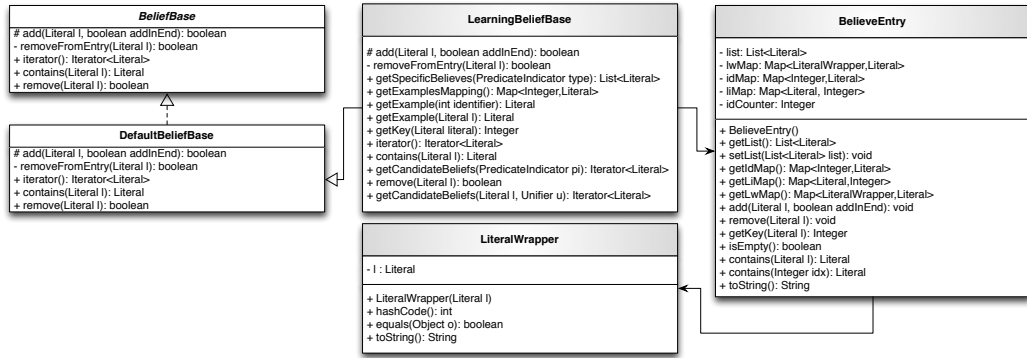 BeliefBase
# add(Literal l, boolean addInEnd): boolean
- removeFromEntry(Literal l): boolean
+ iterator(): Iterator<Literal>
+ contains(Literal l): Literal
+ remove(Literal l): boolean
DefaultBeliefBase
# add(Literal l, boolean addInEnd): boolean
- removeFromEntry(Literal l): boolean
+ iterator(): Iterator<Literal>
+ contains(Literal l): Literal
+ remove(Literal l): boolean
LearningBeliefBase
# add(Literal l, boolean addInEnd): boolean
- removeFromEntry(Literal l): boolean
+ getSpecificBelieves(PredicateIndicator type): List<Literal>
+ getExamplesMapping(): Map<Integer,Literal>
+ getExample(int identifier): Literal
+ getExample(Literal l): Literal
+ getKey(Literal literal): Integer
+ iterator(): Iterator<Literal>
+ contains(Literal l): Literal
+ getCandidateBeliefs(PredicateIndicator pi): Iterator<Literal>
+ remove(Literal l): boolean
+ getCandidateBeliefs(Literal l, Unifier u): Iterator<Literal>
LiteralWrapper
- l : Literal
+ LiteralWrapper(Literal l)
+ hashCode(): int
+ equals(Object o): boolean
+ toString(): String
BelieveEntry
- list: List<Literal>
- lwMap: Map<LiteralWrapper,Literal>
- idMap: Map<Integer,Literal>
- liMap: Map<Literal, Integer>
- idCounter: Integer
+ BelieveEntry()
+ getList(): List<Literal>
+ setList(List<Literal> list): void
+ getIdMap(): Map<Integer,Literal>
+ getLiMap(): Map<Literal,Integer>
+ getLwMap(): Map<LiteralWrapper,Literal>
+ add(Literal l, boolean addInEnd): void
+ remove(Literal l): void
+ getKey(Literal l): Integer
+ isEmpty(): boolean
+ contains(Literal l): Literal
+ contains(Integer idx): Literal
+ toString(): String